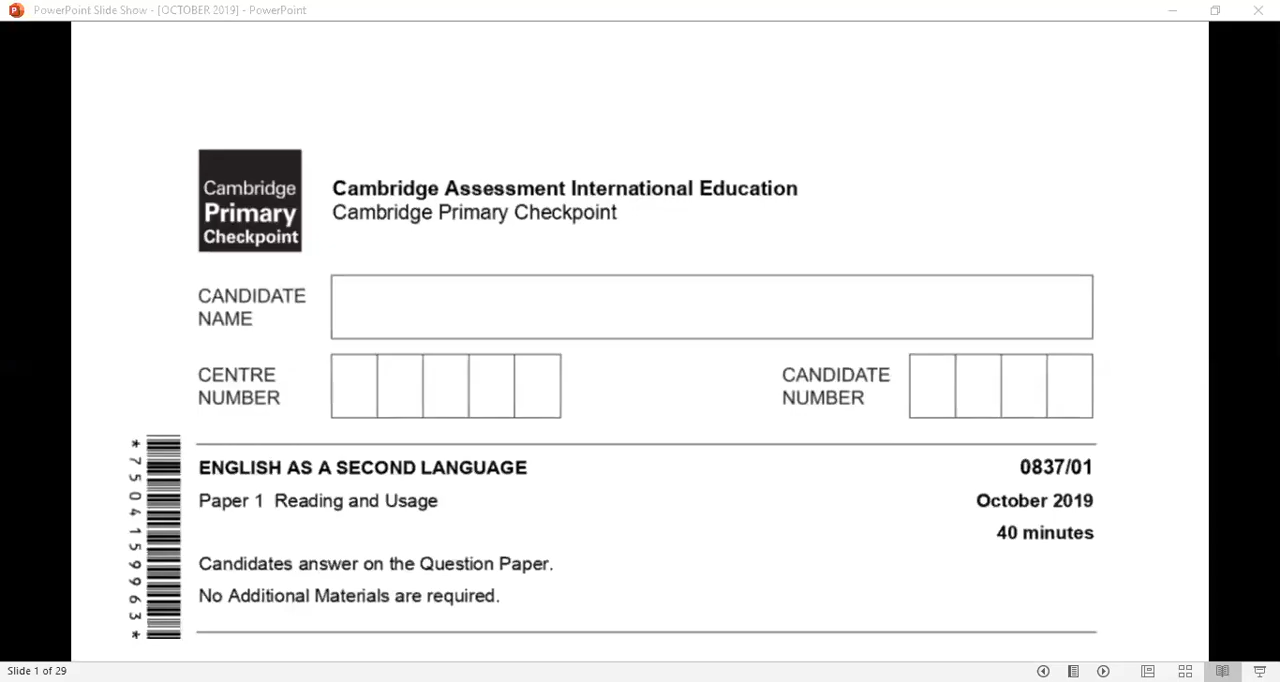 PowerPoint Slide Show - [OCTOBER 2019] - PowerPoint
Cambridge
Primary
Checkpoint
Cambridge Assessment International Education
Cambridge Primary Checkpoint
CANDIDATE
NAME
CENTRE
NUMBER
CANDIDATE
NUMBER
*7504159963*
ENGLISH AS A SECOND LANGUAGE
0837/01
Paper 1 Reading and Usage
October 2019
40 minutes
Candidates answer on the Question Paper.
No Additional Materials are required.
Slide 1 of 29